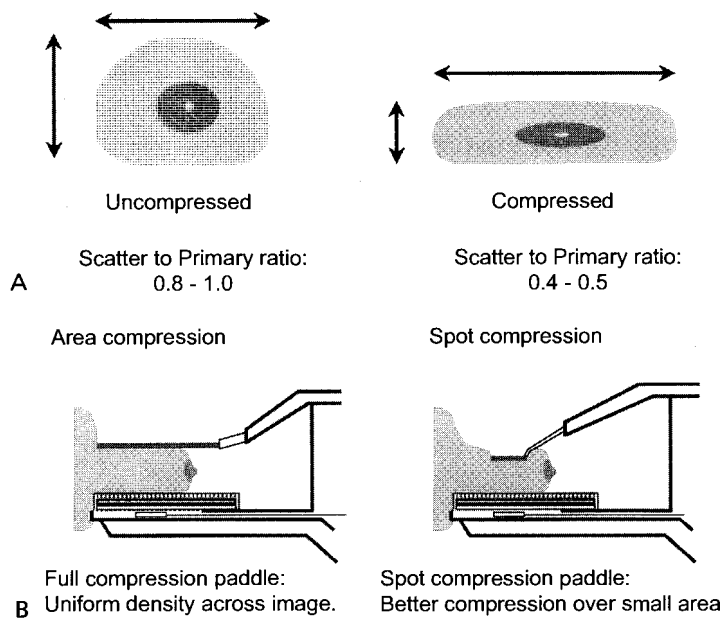 Uncompressed
Compressed
Scatter to Primary ratio:
0.8 - 1.0
Scatter to Primary ratio:
0.4 - 0.5
A
Area compression
Spot compression
Full compression paddle:
Uniform density across image.
Spot compression paddle:
Better compression over small area
B